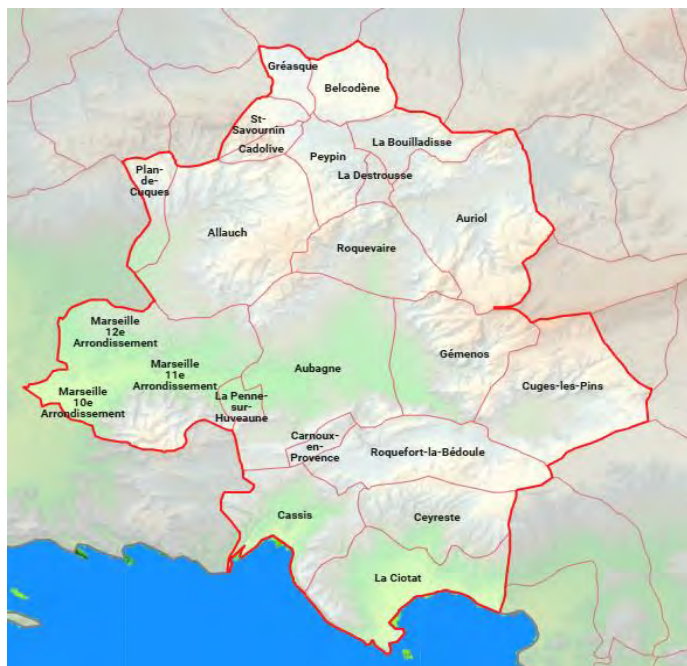 Gréasque
Belcodène
St-
Savournin
Cadolive
La Bouilladisse
Peypin
Plan-
de-
Cuques
La Destrousse
Auriol
Allauch
Roquevaire
Marseille
12e
Arrondissement
Marseille
11e
Arrondissement
Aubagne
Gémenos
Cuges-les-Pins
Marseille
10e
Arrondissement
La Penne-
sur-
Huveaune
Carnoux-
en-
Provence
Roquefort-la-Bédoule
Cassis
Ceyreste
La Ciotat